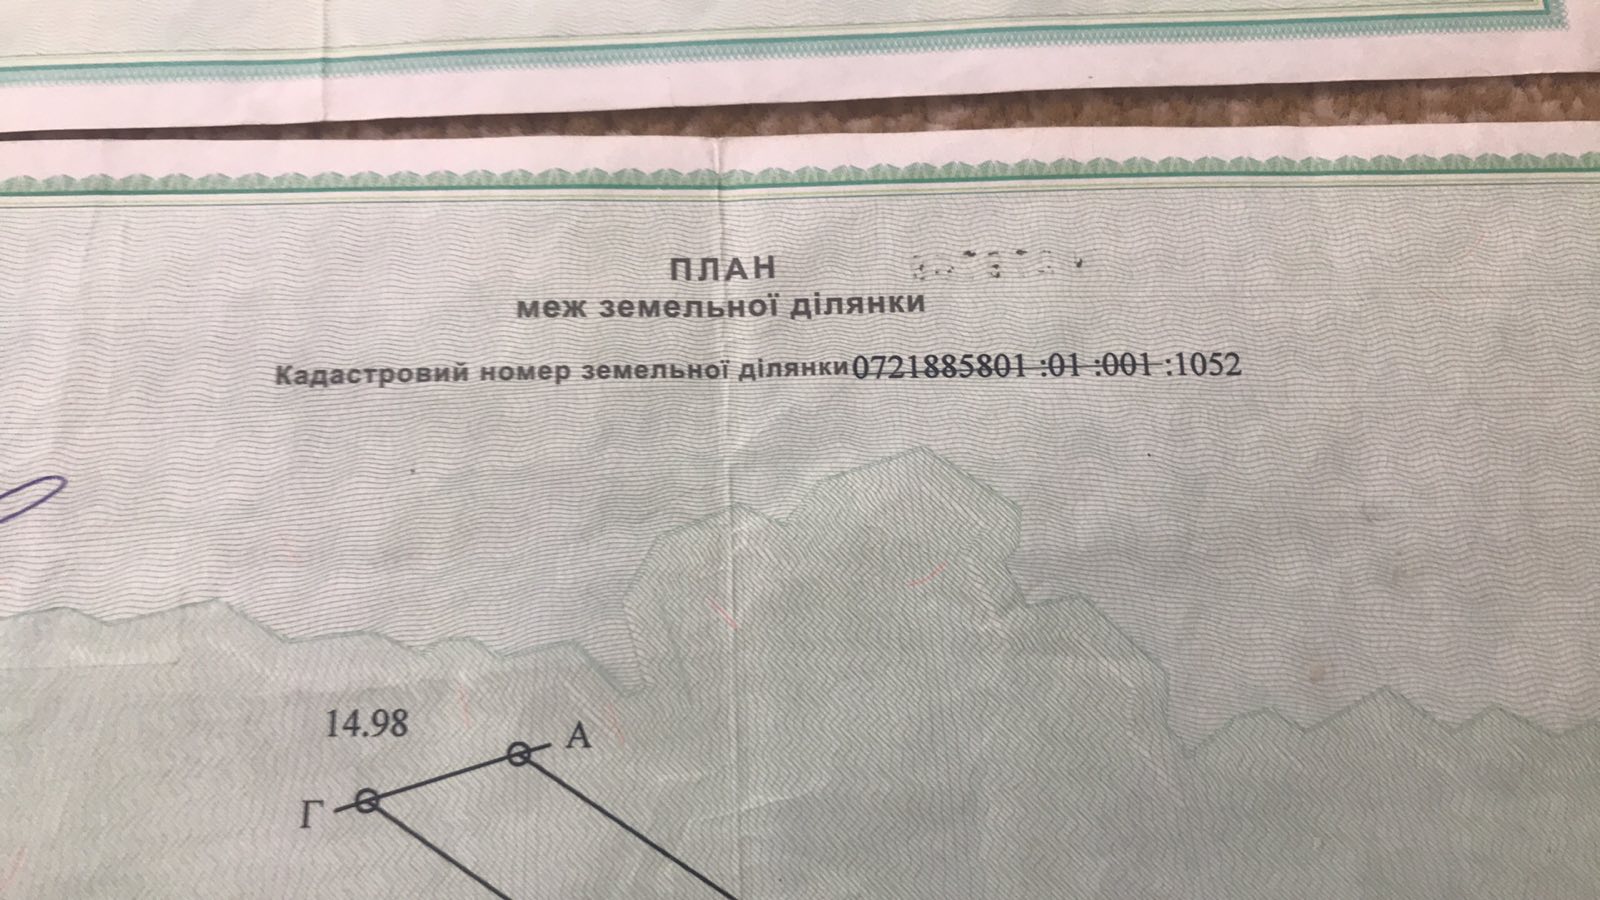 ПЛАН
меж земельної ділянки
Кадастровий номер земельної ділянки 0721885801 :01 :001 :1052
14.98
А
Г